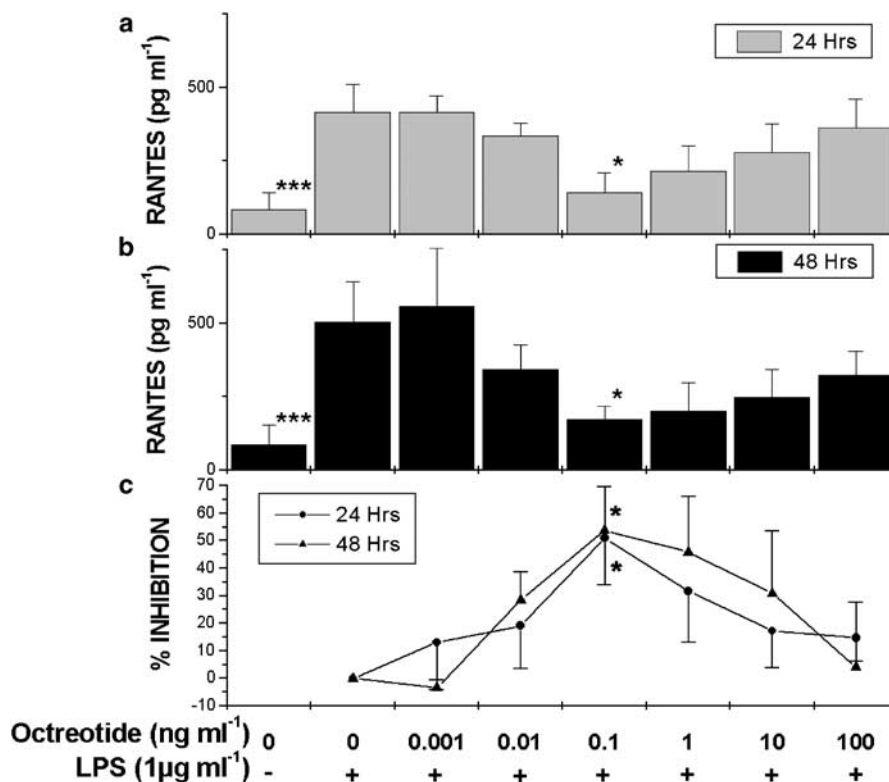 a
24 Hrs
RANTES (pg ml⁻¹)
500
0
***
*
b
48 Hrs
RANTES (pg ml⁻¹)
500
0
***
*
c
24 Hrs
48 Hrs
% INHIBITION
70
60
50
40
30
20
10
0
-10
*
*
Octreotide (ng ml⁻¹) 0 0 0.001 0.01 0.1 1 10 100
LPS (1µg ml⁻¹) - + + + + + + +